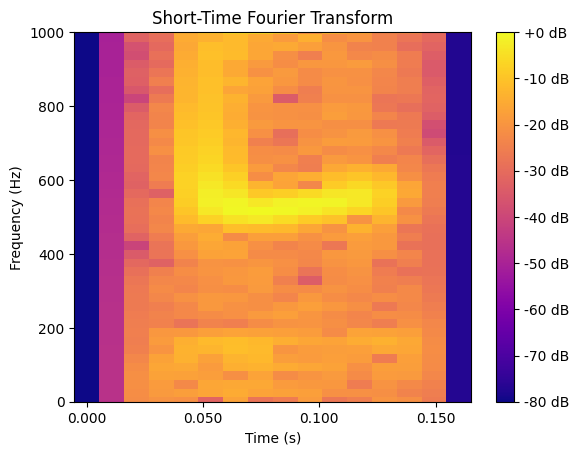 Short-Time Fourier Transform
Frequency (Hz)
1000
800
600
400
200
0
0.000
0.050
0.100
0.150
Time (s)
+0 dB
-10 dB
-20 dB
-30 dB
-40 dB
-50 dB
-60 dB
-70 dB
-80 dB